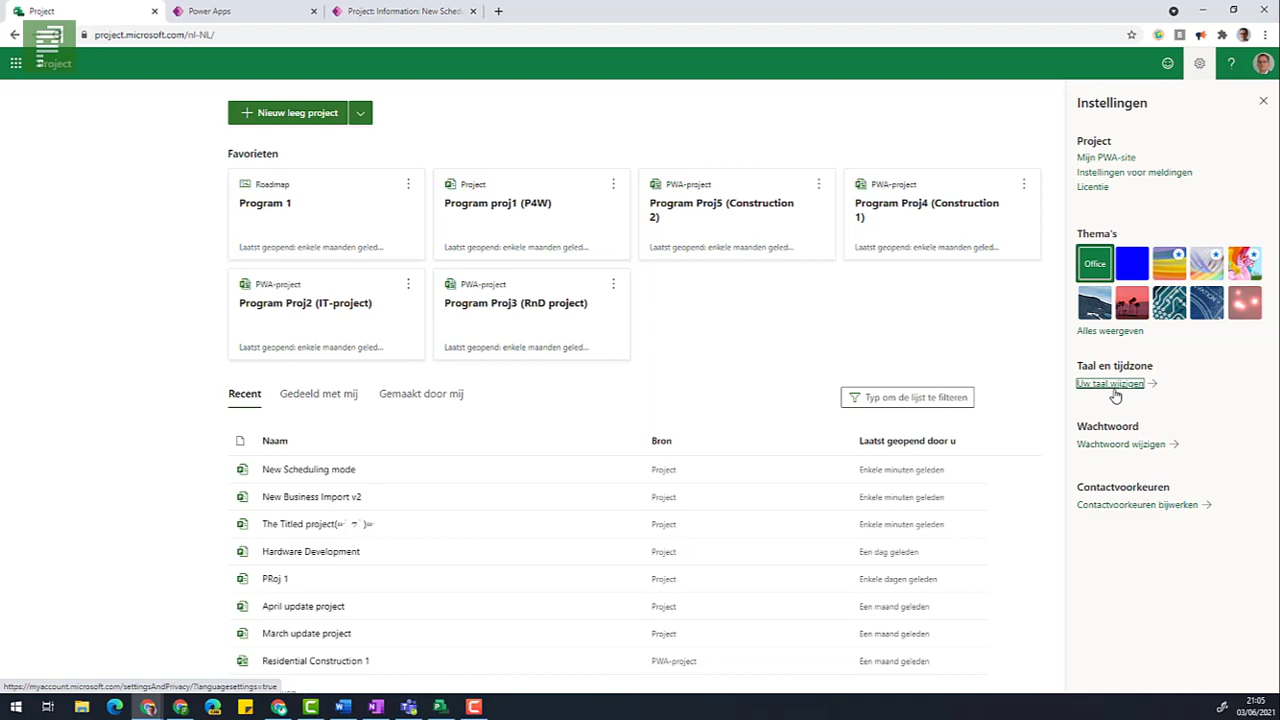 Project
Power Apps
Project: Information: New Sched
project.microsoft.com/nl-NL/
Project
Nieuw leeg project
Favorieten
Roadmap
Program 1
Laatst geopend: enkele maanden geled...
Project
Program proj1 (P4W)
Laatst geopend: enkele maanden geled...
PWA-project
Program Proj5 (Construction
2)
Laatst geopend: enkele maanden geled...
PWA-project
Program Proj4 (Construction
1)
Laatst geopend: enkele maanden geled...
PWA-project
Program Proj2 (IT-project)
Laatst geopend: enkele maanden geled...
PWA-project
Program Proj3 (RnD project)
Laatst geopend: enkele maanden geled...
Recent Gedeeld met mij Gemaakt door mij
Typ om de lijst te filteren
Naam Bron Laatst geopend door u
New Scheduling mode Project Enkele minuten geleden
New Business Import v2 Project Enkele minuten geleden
The Titled project Project Enkele minuten geleden
Hardware Development Project Een dag geleden
PRoj 1 Project Enkele dagen geleden
April update project Project Een maand geleden
March update project Project Een maand geleden
Residential Construction 1 PWA-project Een maand geleden
Instellingen
Project
Mijn PWA-site
Instellingen voor meldingen
Licentie
Thema's
Office
Alles weergeven
Taal en tijdzone
Uw taal wijzigen
Wachtwoord
Wachtwoord wijzigen
Contactvoorkeuren
Contactvoorkeuren bijwerken
https://myaccount.microsoft.com/settingsAndPrivacy/?languagesettings=true
21:05
03/06/2021